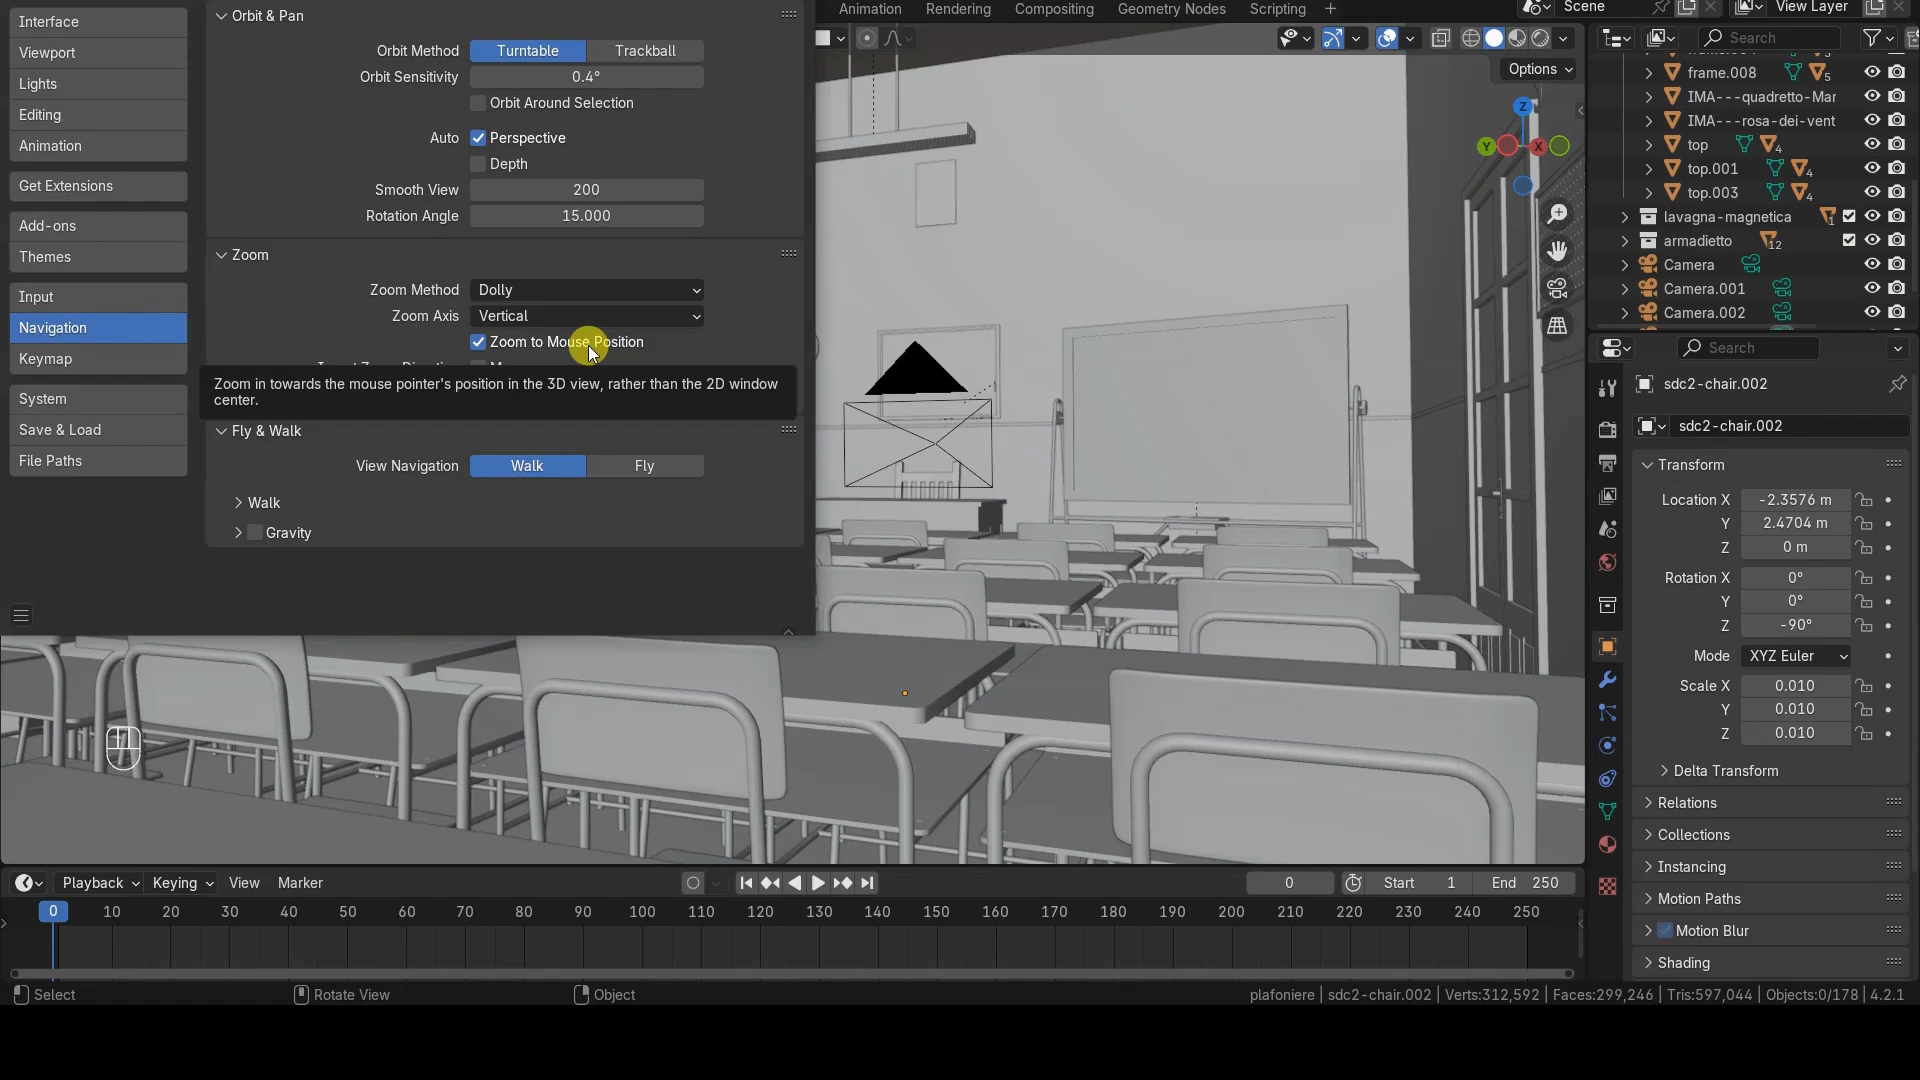 Interface
Viewport
Lights
Editing
Animation
Get Extensions
Add-ons
Themes
Input
Navigation
Keymap
System
Save & Load
File Paths
Orbit & Pan
Orbit Method Turntable Trackball
Orbit Sensitivity 0.4°
Orbit Around Selection
Auto Perspective
Depth
Smooth View 200
Rotation Angle 15.000
Zoom
Zoom Method Dolly
Zoom Axis Vertical
Zoom to Mouse Position
Zoom in towards the mouse pointer's position in the 3D view, rather than the 2D window
center.
Fly & Walk
View Navigation Walk Fly
Walk
Gravity
Animation Rendering Compositing Geometry Nodes Scripting
Scene View Layer
Options
Z
Y X
Search
frame.008 5
IMA---quadretto-Mar
IMA---rosa-dei-vent
top 4
top.001 4
top.003 4
lavagna-magnetica 1
armadietto 12
Camera
Camera.001
Camera.002
Search
sdc2-chair.002
sdc2-chair.002
Transform
Location X -2.3576 m
Y 2.4704 m
Z 0 m
Rotation X 0°
Y 0°
Z -90°
Mode XYZ Euler
Scale X 0.010
Y 0.010
Z 0.010
Delta Transform
Relations
Collections
Instancing
Motion Paths
Motion Blur
Shading
Playback Keying View Marker
0 Start 1 End 250
0 10 20 30 40 50 60 70 80 90 100 110 120 130 140 150 160 170 180 190 200 210 220 230 240 250
Select Rotate View Object
plafoniere | sdc2-chair.002 | Verts:312,592 | Faces:299,246 | Tris:597,044 | Objects:0/178 | 4.2.1